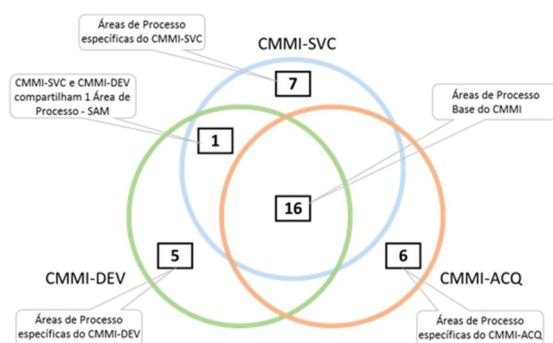 Áreas de Processo
específicas do CMMI-SVC
CMMI-SVC
7
CMMI-SVC e CMMI-DEV
compartilham 1 Área de
Processo - SAM
1
Áreas de Processo
Base do CMMI
16
5
6
CMMI-DEV
CMMI-ACQ
Áreas de Processo
específicas do CMMI-DEV
Áreas de Processo
específicas do CMMI-ACQ